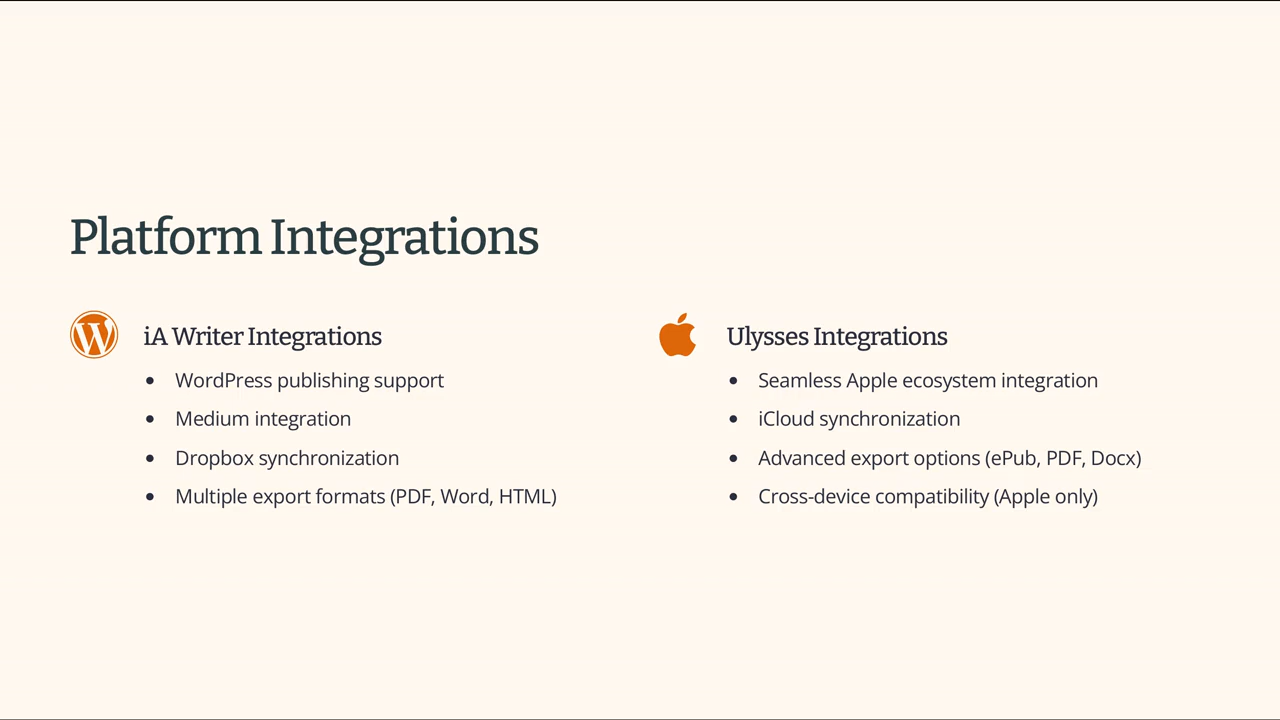 Platform Integrations
iA Writer Integrations
WordPress publishing support
Medium integration
Dropbox synchronization
Multiple export formats (PDF, Word, HTML)
Ulysses Integrations
Seamless Apple ecosystem integration
iCloud synchronization
Advanced export options (ePub, PDF, Docx)
Cross-device compatibility (Apple only)